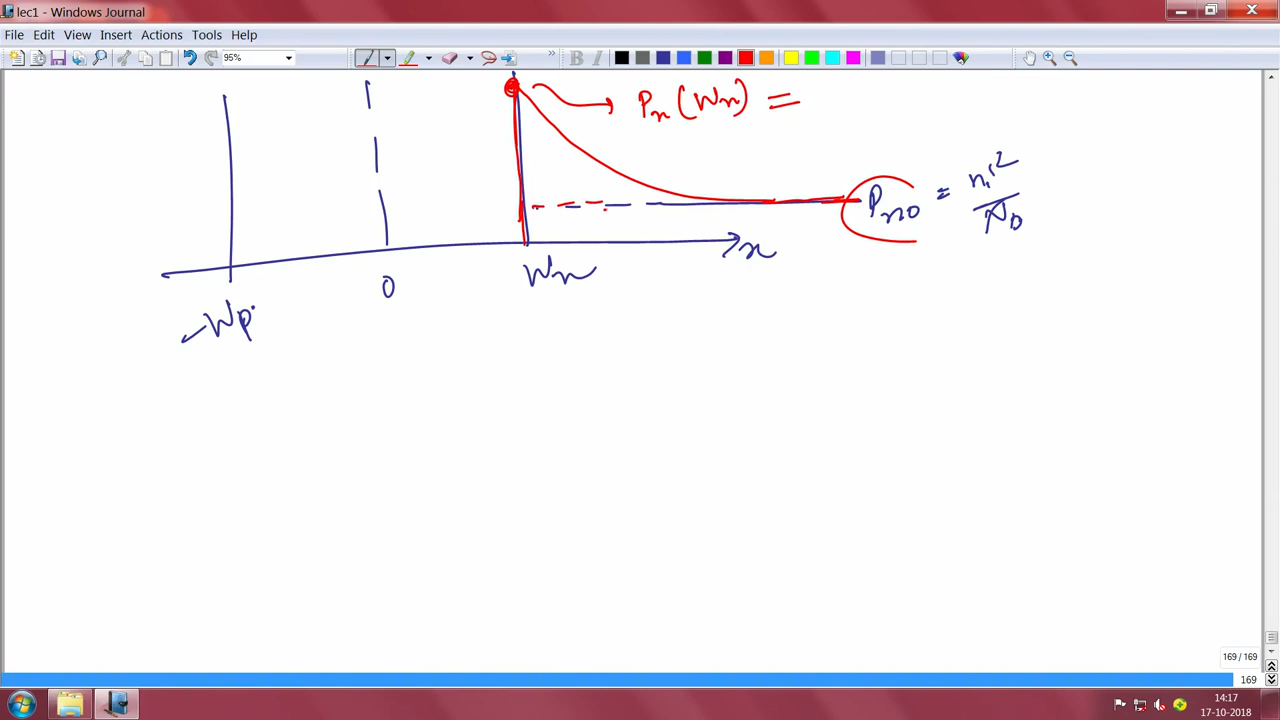 lec1 - Windows Journal
File Edit View Insert Actions Tools Help
95%
Pn (Wn) =
Pn0 = ni² / ND
x
-Wp
0
Wn
169 / 169
169
14:17
17-10-2018